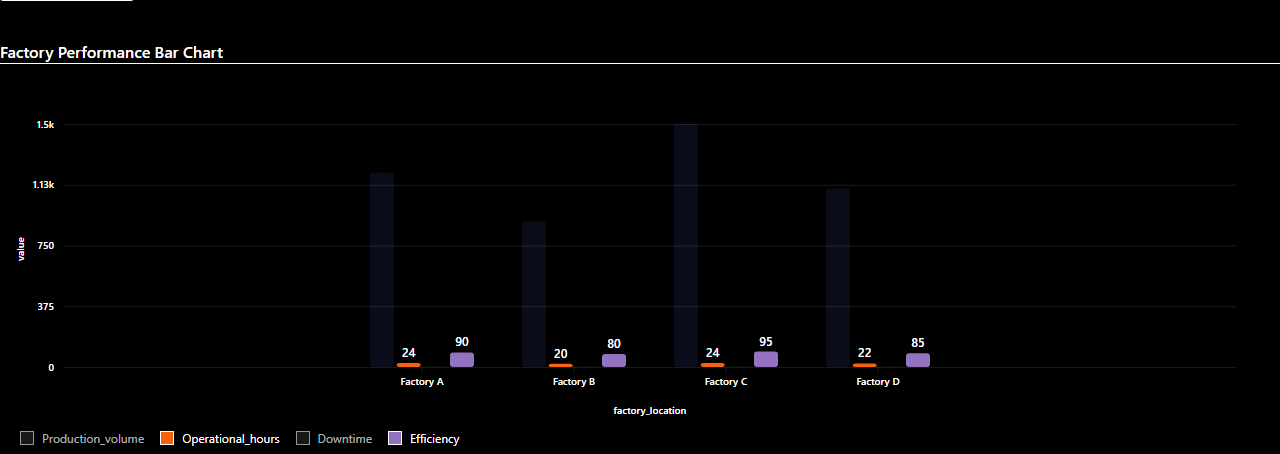 Factory Performance Bar Chart
1.5k
1.13k
750
375
0
value
24 90 20 80 24 95 22 85
Factory A Factory B Factory C Factory D
factory_location
Production_volume Operational_hours Downtime Efficiency